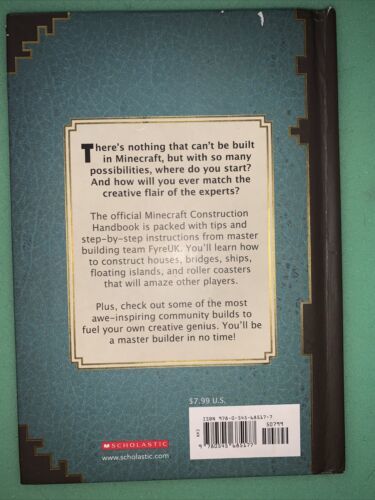 There's nothing that can't be built
in Minecraft, but with so many
possibilities, where do you start?
And how will you ever match the
creative flair of the experts?
The official Minecraft Construction
Handbook is packed with tips and
step-by-step instructions from master
building team FyreUK. You'll learn how
to construct houses, bridges, ships,
floating islands, and roller coasters
that will amaze other players.
Plus, check out some of the most
awe-inspiring community builds to
fuel your own creative genius. You'll be
a master builder in no time!
$7.99 U.S.
ISBN 978-0-545-68517-7
50799
9 780545 685177
SCHOLASTIC
www.scholastic.com